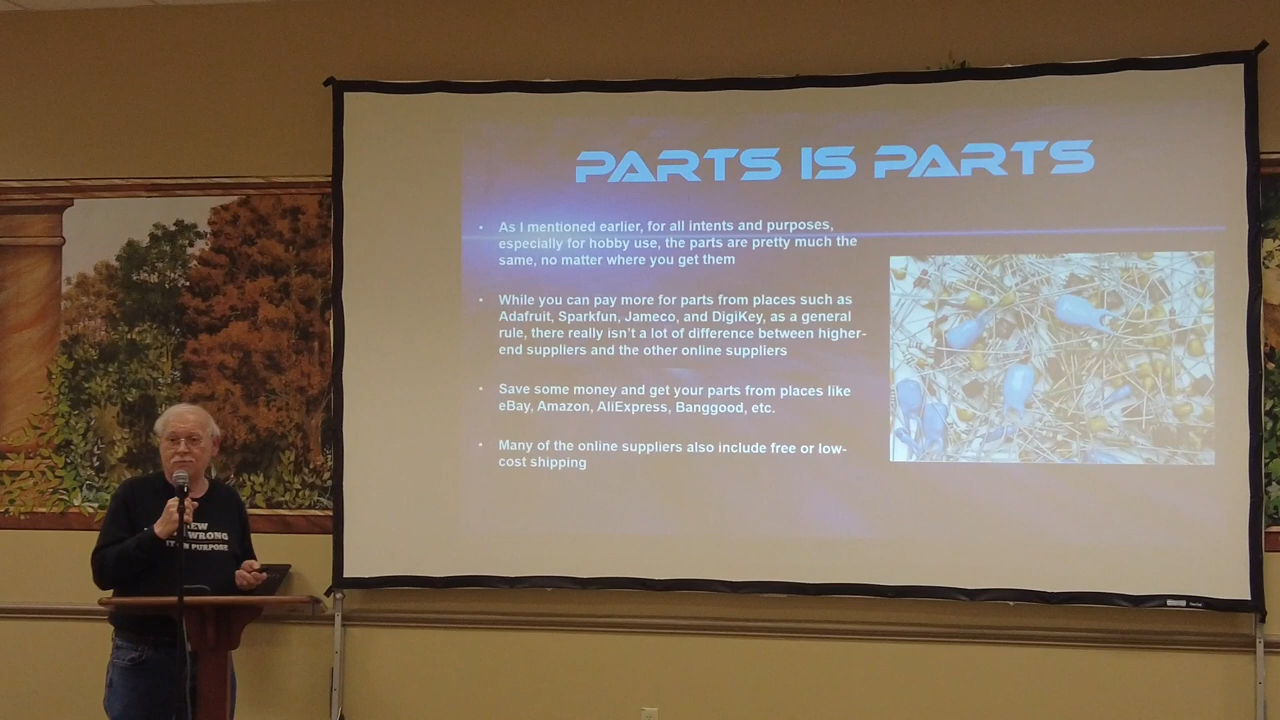 PARTS IS PARTS
• As I mentioned earlier, for all intents and purposes,
especially for hobby use, the parts are pretty much the
same, no matter where you get them
• While you can pay more for parts from places such as
Adafruit, Sparkfun, Jameco, and DigiKey, as a general
rule, there really isn't a lot of difference between higher-
end suppliers and the other online suppliers
• Save some money and get your parts from places like
eBay, Amazon, AliExpress, Banggood, etc.
• Many of the online suppliers also include free or low-
cost shipping
WRONG
PURPOSE